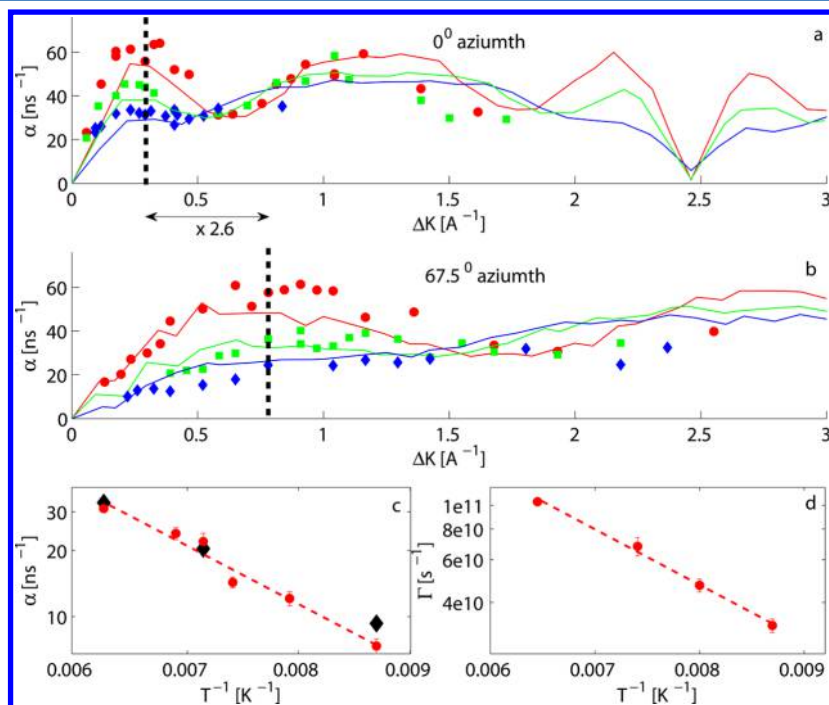 60
40
20
0
α [ns⁻¹]
0⁰ aziumth
a
0 0.5 1 1.5 2 2.5 3
x 2.6
ΔK [A⁻¹]
60
40
20
0
α [ns⁻¹]
67.5⁰ aziumth
b
0 0.5 1 1.5 2 2.5 3
ΔK [A⁻¹]
30
20
10
α [ns⁻¹]
c
0.006 0.007 0.008 0.009
T⁻¹ [K⁻¹]
1e11
8e10
6e10
4e10
Γ [s⁻¹]
d
0.006 0.007 0.008 0.009
T⁻¹ [K⁻¹]